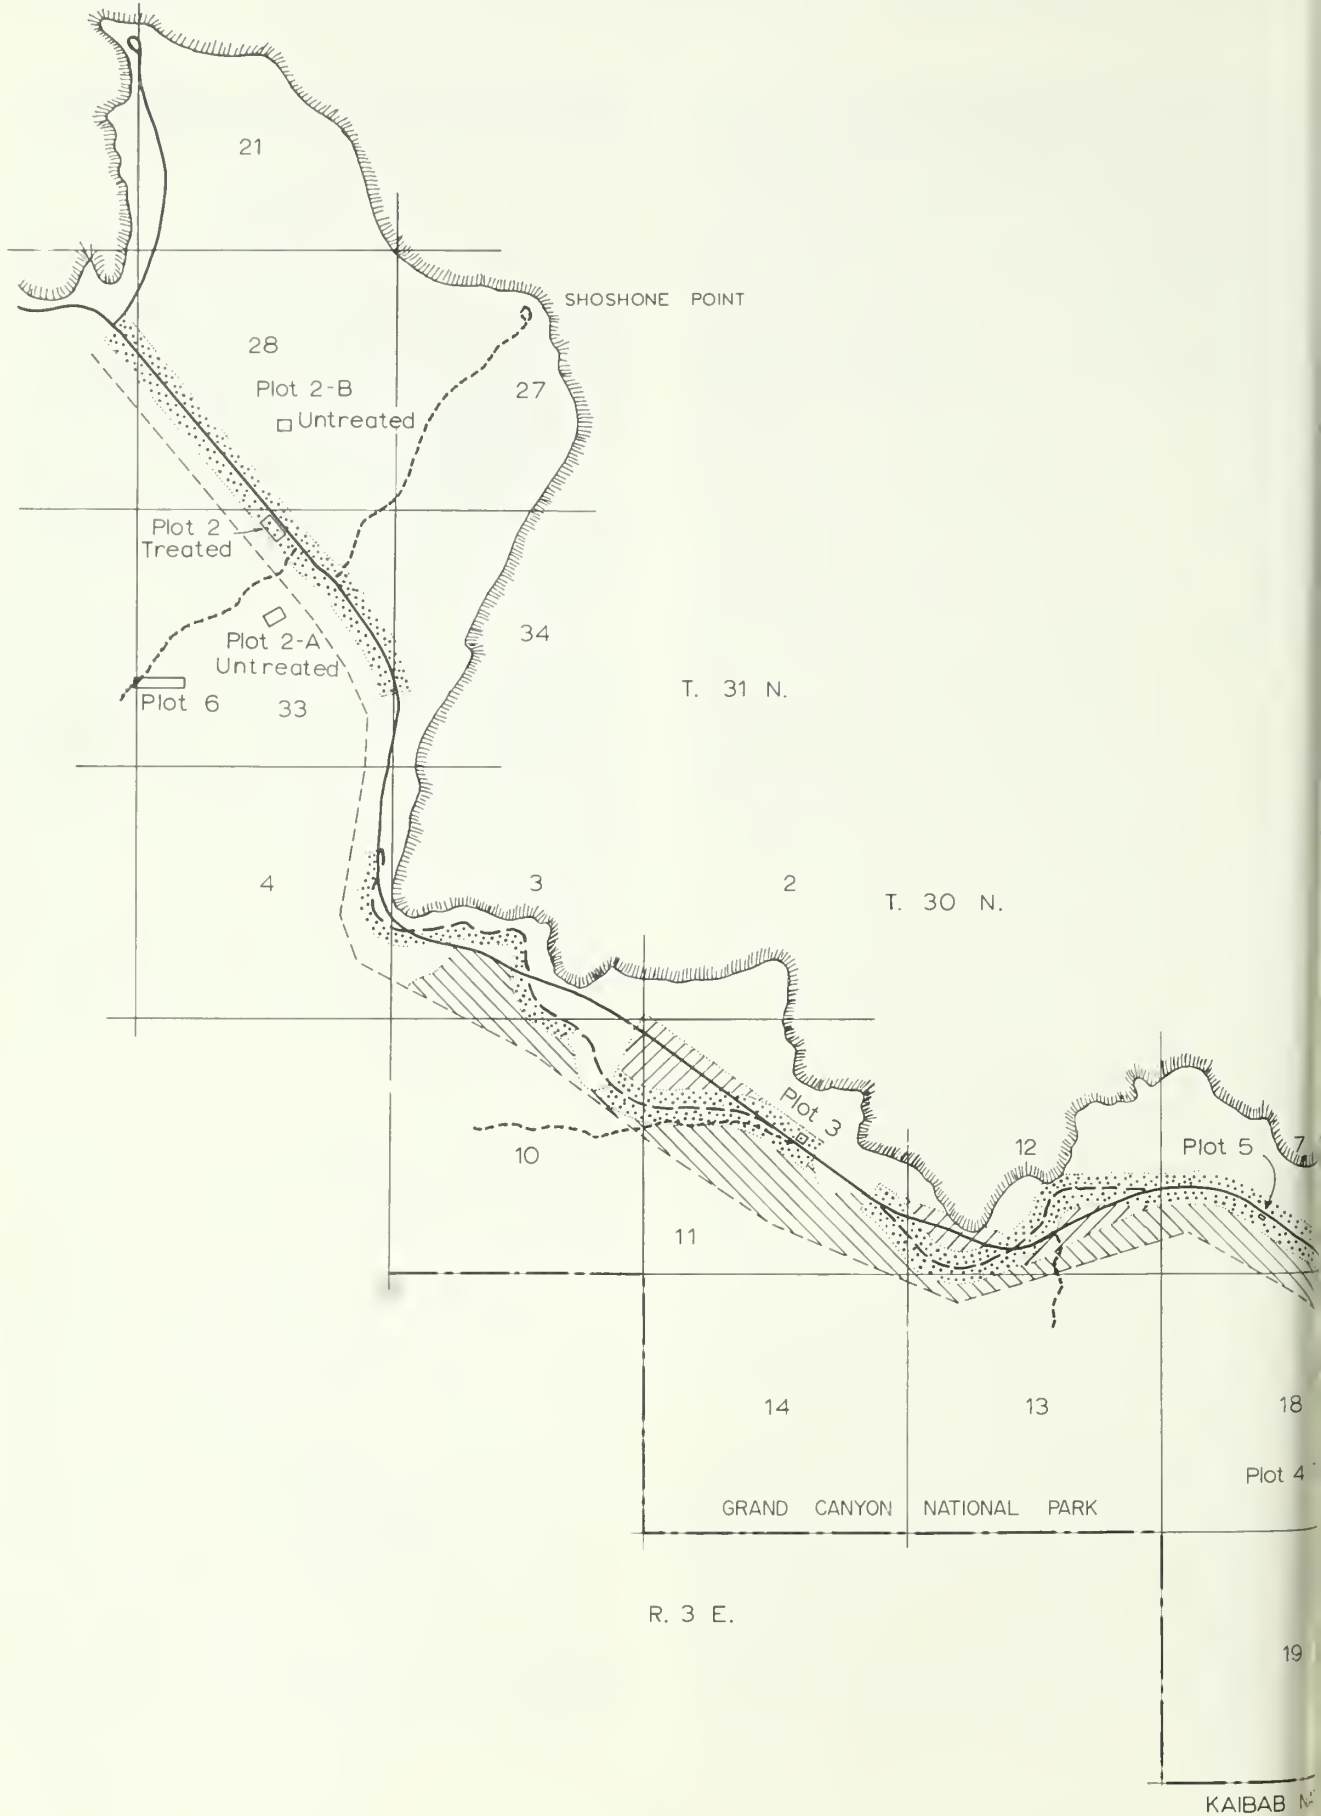 21
SHOSHONE POINT
28
27
Plot 2-B
Untreated
Plot 2
Treated
34
Plot 2-A
Untreated
T. 31 N.
Plot 6
33
4
3
2
T. 30 N.
Plot 3
10
12
Plot 5
7
11
14
13
18
Plot 4
GRAND CANYON NATIONAL PARK
R. 3 E.
19
KAIBAB